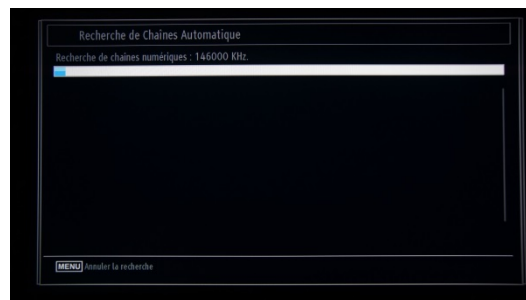 Recherche de Chaînes Automatique
Recherche de chaînes numériques : 146000 KHz.
MENU Annuler la recherche